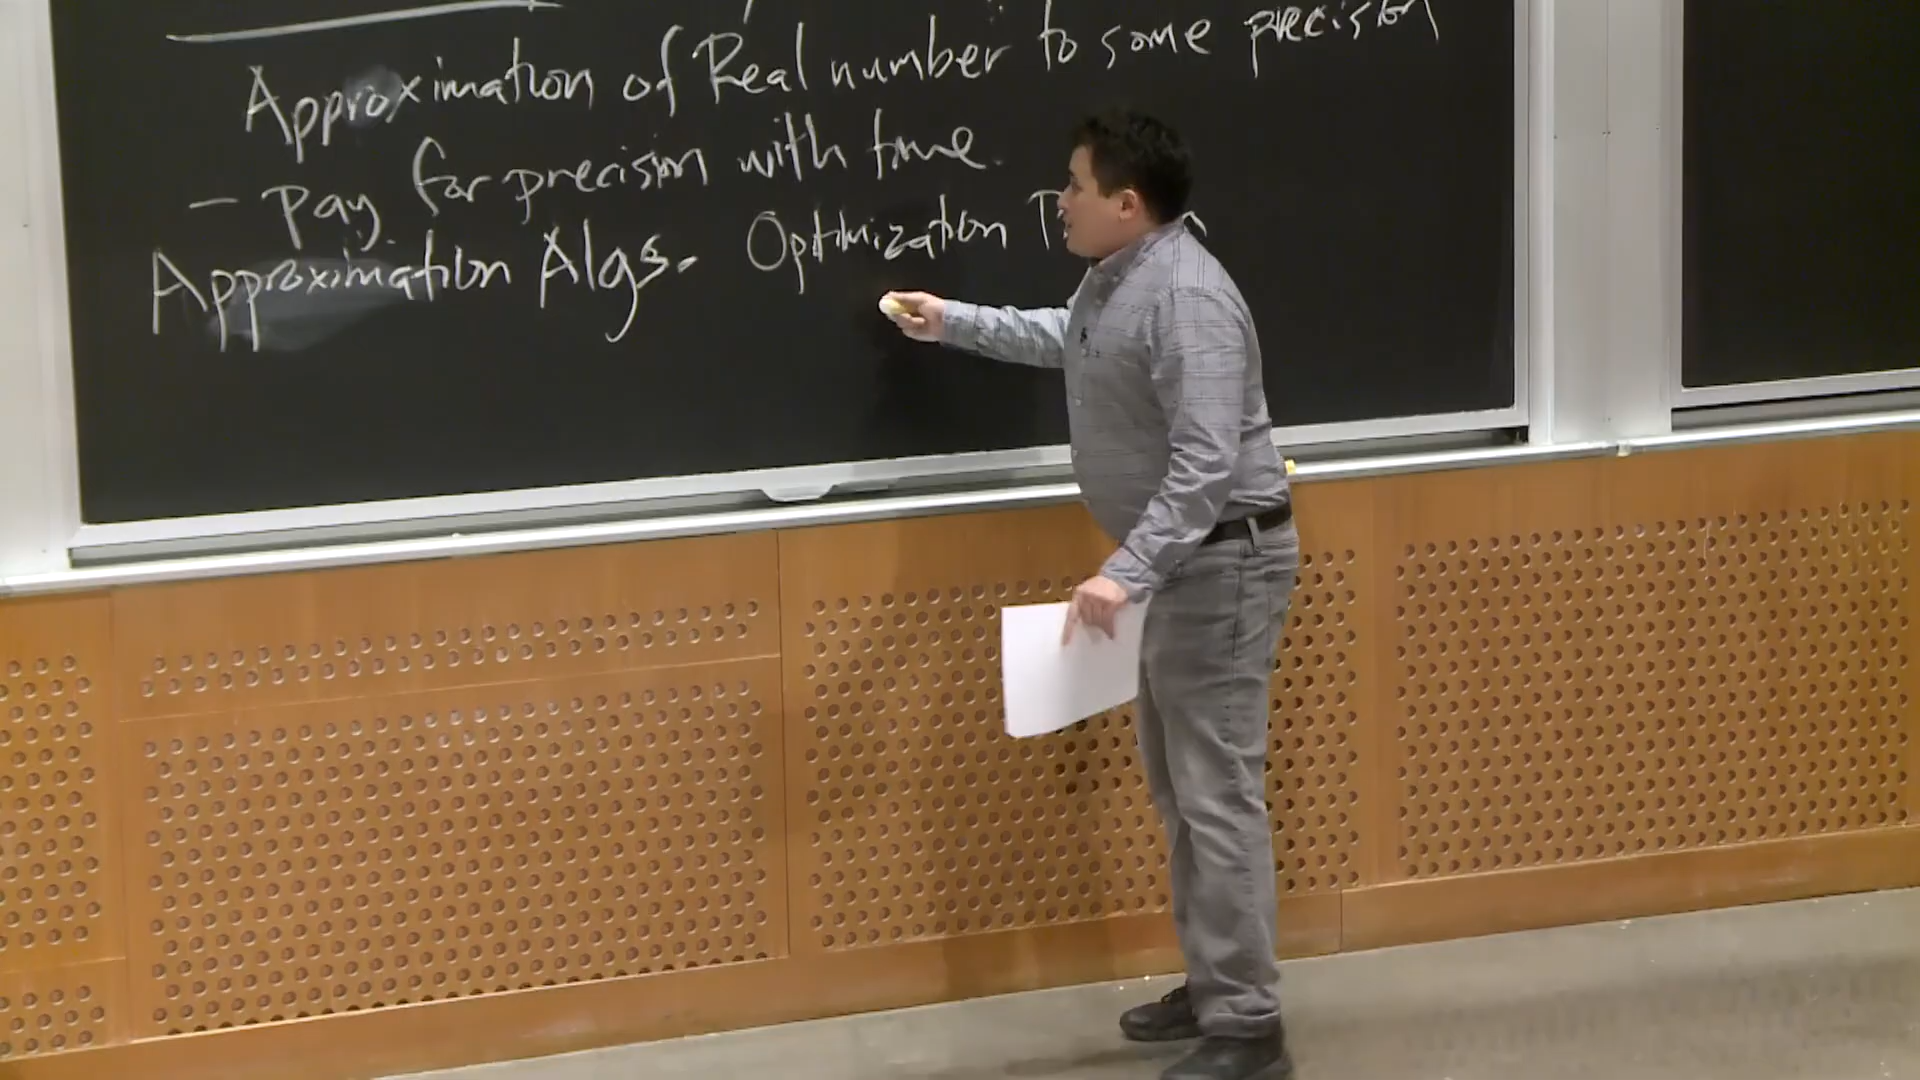 Approximation of Real number to some precision
- Pay for precision with time.
Approximation Algs. Optimization